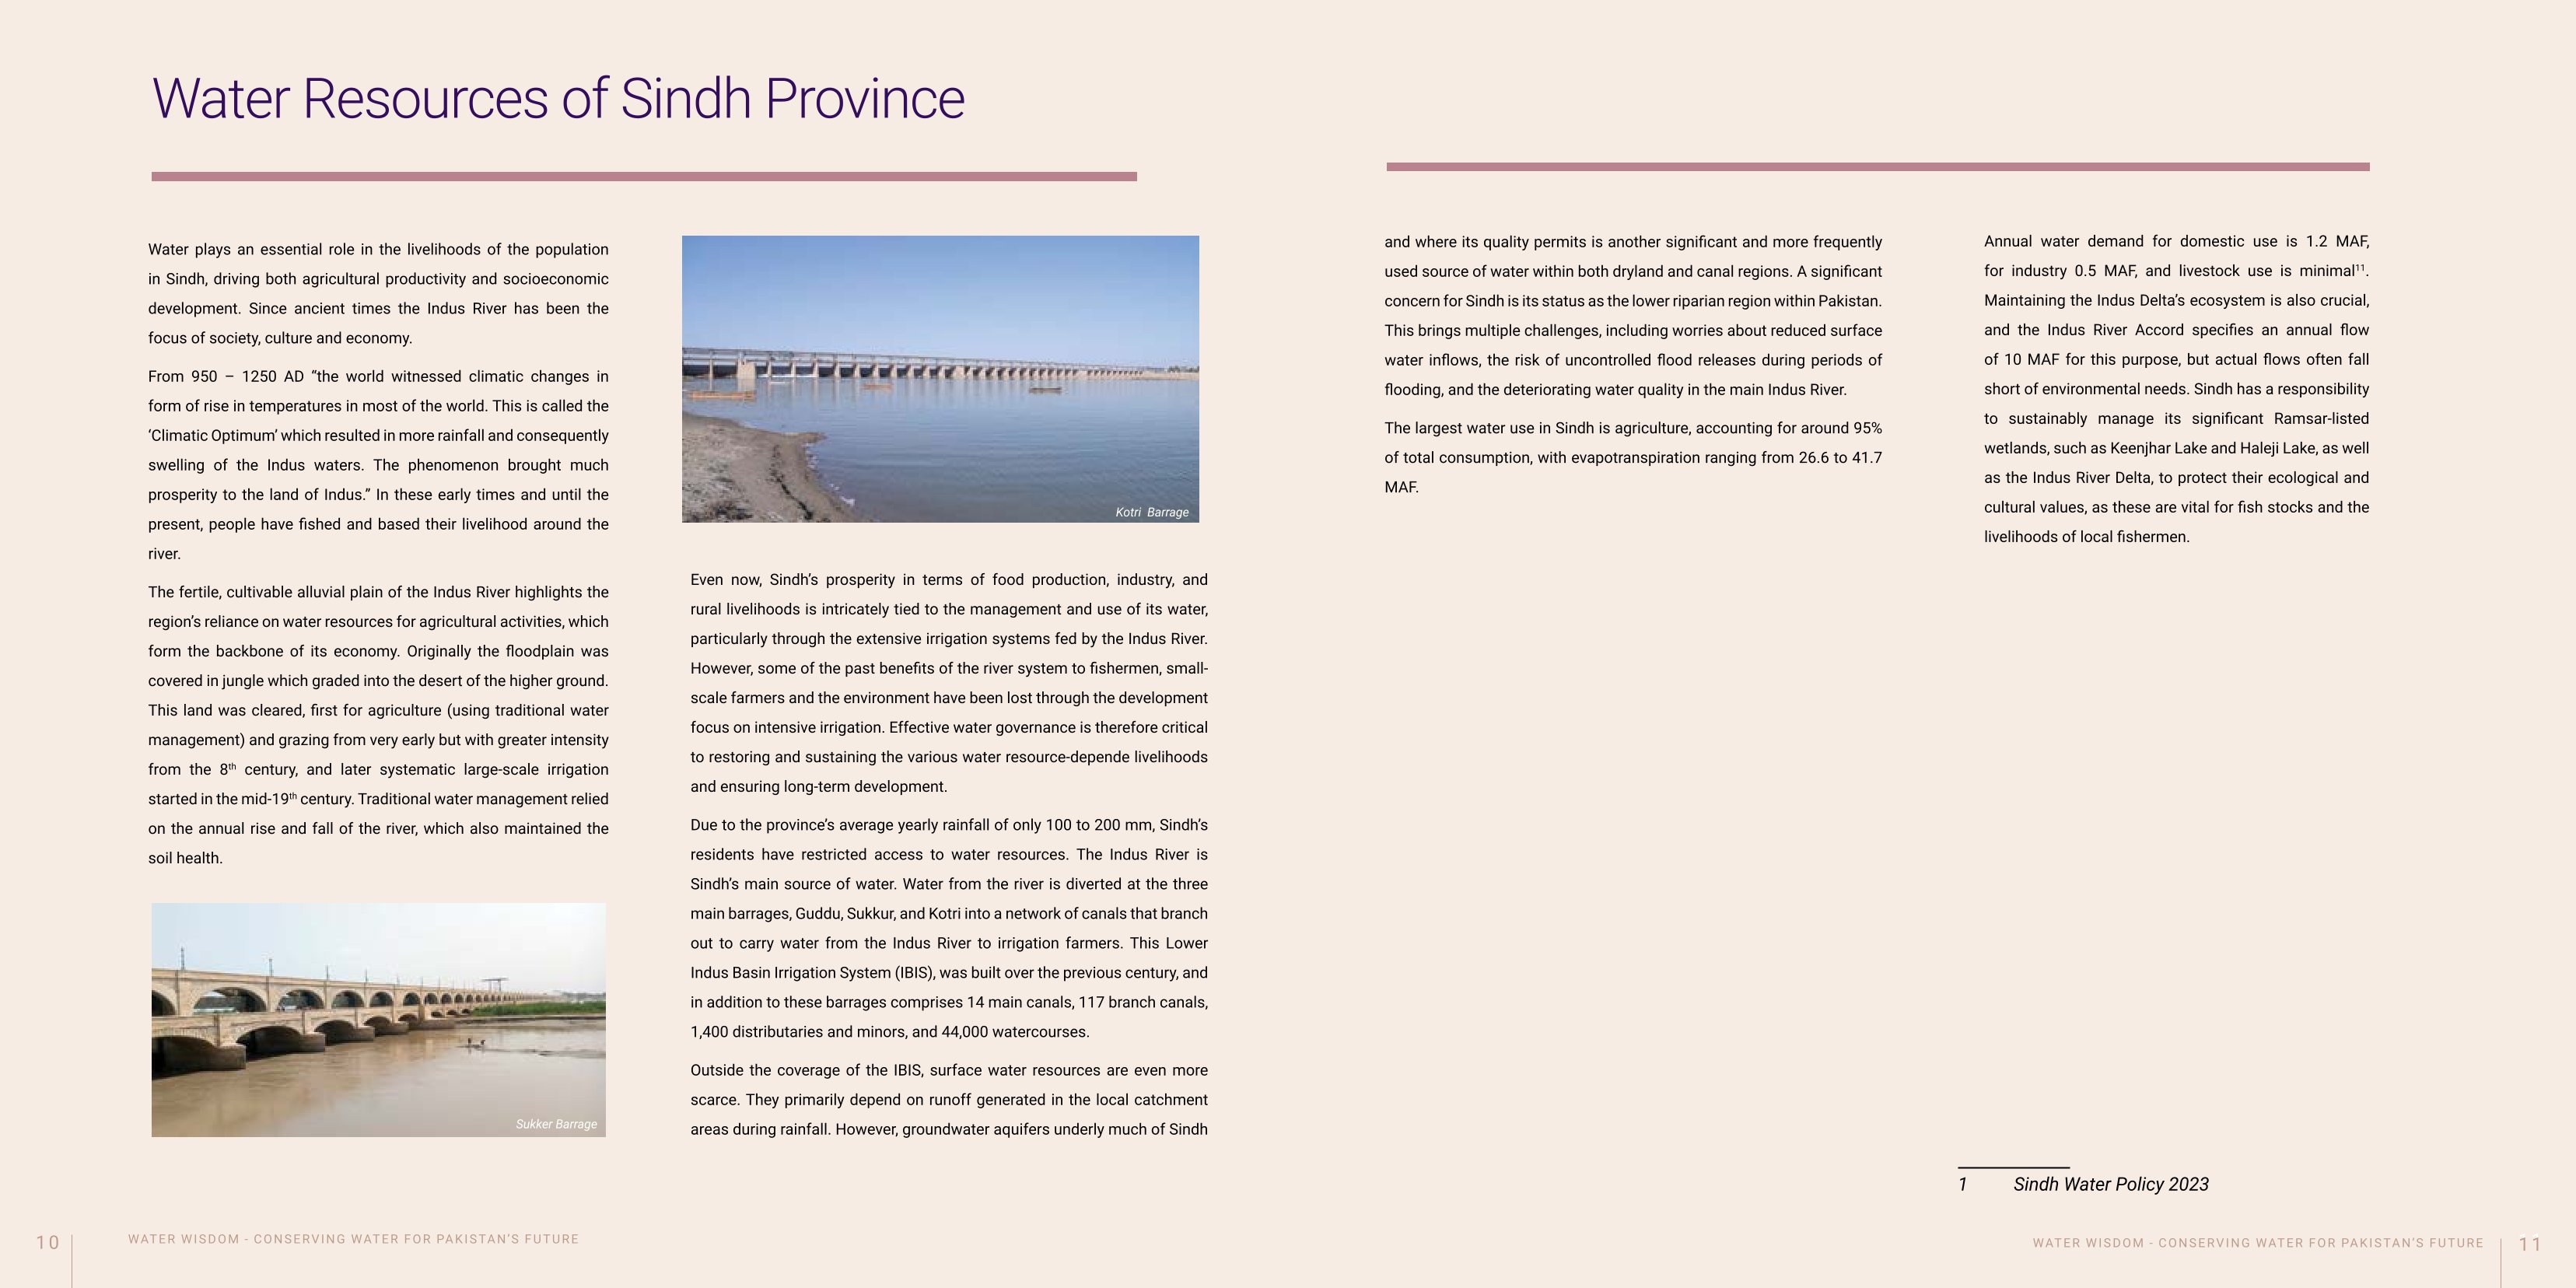 Water Resources of Sindh Province
Water plays an essential role in the livelihoods of the population
in Sindh, driving both agricultural productivity and socioeconomic
development. Since ancient times the Indus River has been the
focus of society, culture and economy.
From 950 – 1250 AD “the world witnessed climatic changes in
form of rise in temperatures in most of the world. This is called the
‘Climatic Optimum’ which resulted in more rainfall and consequently
swelling of the Indus waters. The phenomenon brought much
prosperity to the land of Indus.” In these early times and until the
present, people have fished and based their livelihood around the
river.
The fertile, cultivable alluvial plain of the Indus River highlights the
region’s reliance on water resources for agricultural activities, which
form the backbone of its economy. Originally the floodplain was
covered in jungle which graded into the desert of the higher ground.
This land was cleared, first for agriculture (using traditional water
management) and grazing from very early but with greater intensity
from the 8th century, and later systematic large-scale irrigation
started in the mid-19th century. Traditional water management relied
on the annual rise and fall of the river, which also maintained the
soil health.
Sukker Barrage
Kotri Barrage
Even now, Sindh’s prosperity in terms of food production, industry, and
rural livelihoods is intricately tied to the management and use of its water,
particularly through the extensive irrigation systems fed by the Indus River.
However, some of the past benefits of the river system to fishermen, small-
scale farmers and the environment have been lost through the development
focus on intensive irrigation. Effective water governance is therefore critical
to restoring and sustaining the various water resource-depende livelihoods
and ensuring long-term development.
Due to the province’s average yearly rainfall of only 100 to 200 mm, Sindh’s
residents have restricted access to water resources. The Indus River is
Sindh’s main source of water. Water from the river is diverted at the three
main barrages, Guddu, Sukkur, and Kotri into a network of canals that branch
out to carry water from the Indus River to irrigation farmers. This Lower
Indus Basin Irrigation System (IBIS), was built over the previous century, and
in addition to these barrages comprises 14 main canals, 117 branch canals,
1,400 distributaries and minors, and 44,000 watercourses.
Outside the coverage of the IBIS, surface water resources are even more
scarce. They primarily depend on runoff generated in the local catchment
areas during rainfall. However, groundwater aquifers underly much of Sindh
and where its quality permits is another significant and more frequently
used source of water within both dryland and canal regions. A significant
concern for Sindh is its status as the lower riparian region within Pakistan.
This brings multiple challenges, including worries about reduced surface
water inflows, the risk of uncontrolled flood releases during periods of
flooding, and the deteriorating water quality in the main Indus River.
The largest water use in Sindh is agriculture, accounting for around 95%
of total consumption, with evapotranspiration ranging from 26.6 to 41.7
MAF.
Annual water demand for domestic use is 1.2 MAF,
for industry 0.5 MAF, and livestock use is minimal11.
Maintaining the Indus Delta’s ecosystem is also crucial,
and the Indus River Accord specifies an annual flow
of 10 MAF for this purpose, but actual flows often fall
short of environmental needs. Sindh has a responsibility
to sustainably manage its significant Ramsar-listed
wetlands, such as Keenjhar Lake and Haleji Lake, as well
as the Indus River Delta, to protect their ecological and
cultural values, as these are vital for fish stocks and the
livelihoods of local fishermen.
1 Sindh Water Policy 2023
10 WATER WISDOM - CONSERVING WATER FOR PAKISTAN’S FUTURE
WATER WISDOM - CONSERVING WATER FOR PAKISTAN’S FUTURE 11